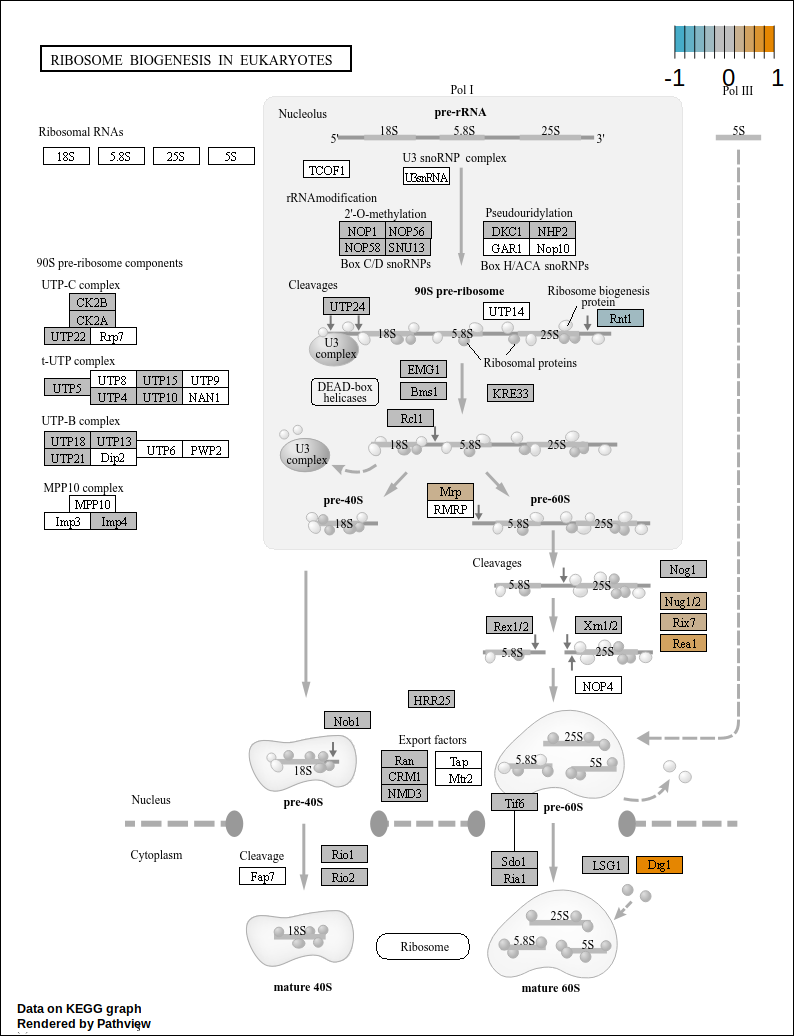 RIBOSOME BIOGENESIS IN EUKARYOTES
-1 0 1
Pol I
Pol III
Nucleolus
pre-rRNA
Ribosomal RNAs
5' 18S 5.8S 25S 3'
5S
18S 5.8S 25S 5S
U3 snoRNP complex
TCOF1
U3snRNA
rRNAmodification
2'-O-methylation
Pseudouridylation
NOP1 NOP56
DKC1 NHP2
NOP58 SNU13
GAR1 Nop10
Box C/D snoRNPs
Box H/ACA snoRNPs
90S pre-ribosome components
UTP-C complex
CK2B
CK2A
UTP22 Rrp7
Cleavages
90S pre-ribosome
Ribosome biogenesis
protein
UTP24
UTP14
Rnt1
18S 5.8S 25S
U3
complex
Ribosomal proteins
t-UTP complex
UTP5
UTP8 UTP15 UTP9
UTP4 UTP10 NAN1
EMG1
DEAD-box
helicases
Bms1
KRE33
Rcl1
UTP-B complex
UTP18 UTP13
UTP21 Dip2
UTP6 PWP2
18S 5.8S 25S
U3
complex
MPP10 complex
MPP10
Imp3 Imp4
pre-40S
Mrp
RMRP
pre-60S
18S
5.8S 25S
Cleavages
Nog1
5.8S 25S
Nug1/2
Rix7
Rea1
Rex1/2
Xrn1/2
5.8S
25S
NOP4
HRR25
Nob1
Export factors
25S
Ran
CRM1
NMD3
Tap
Mtr2
5.8S 5S
18S
Nucleus
pre-40S
Tif6
pre-60S
Cytoplasm
Cleavage
Fap7
Rio1
Rio2
Sdo1
Ria1
LSG1
Drg1
18S
25S
5.8S 5S
Ribosome
mature 40S
mature 60S
Data on KEGG graph
Rendered by Pathview